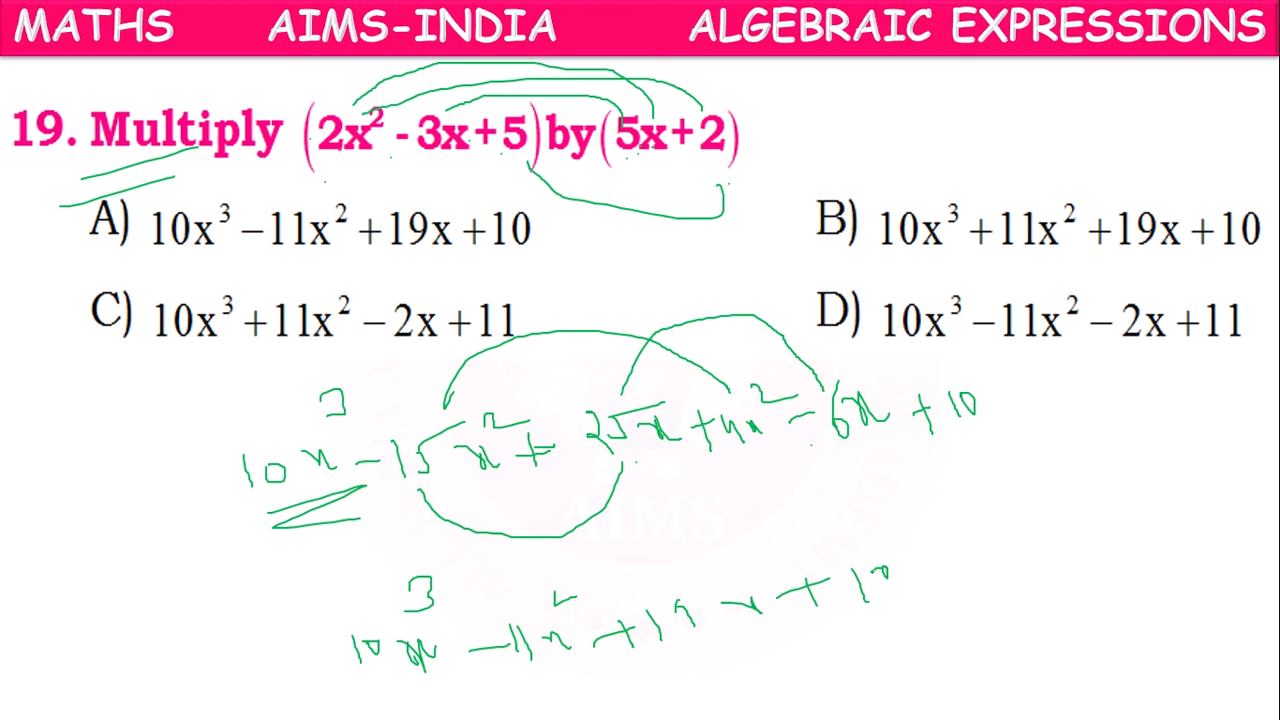 MATHS AIMS-INDIA ALGEBRAIC EXPRESSIONS
19. Multiply (2x² - 3x + 5) by (5x + 2)
A) 10x³ − 11x² + 19x + 10 B) 10x³ + 11x² + 19x + 10
C) 10x³ + 11x² − 2x + 11 D) 10x³ − 11x² − 2x + 11
10x³ − 15x² + 25x + 4x² − 6x + 10
AIMS
10x³ − 11x² + 19x + 10